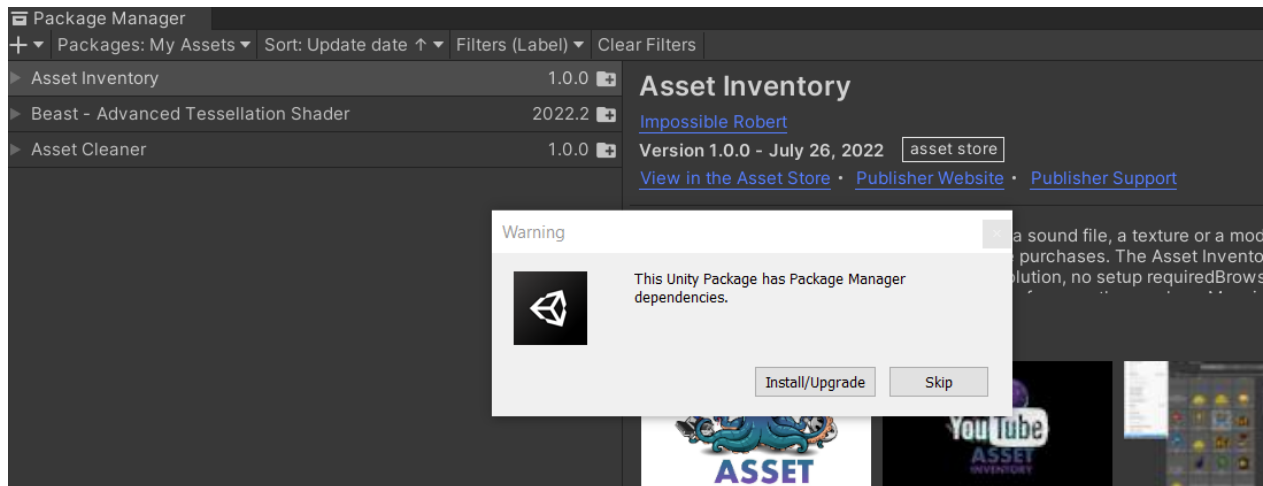 Package Manager
+ Packages: My Assets Sort: Update date ↑ Filters (Label) Clear Filters
Asset Inventory 1.0.0
Beast - Advanced Tessellation Shader 2022.2
Asset Cleaner 1.0.0
Asset Inventory
Impossible Robert
Version 1.0.0 - July 26, 2022 asset store
View in the Asset Store • Publisher Website • Publisher Support
a sound file, a texture or a mod
purchases. The Asset Invento
lution, no setup requiredBrows
Warning
This Unity Package has Package Manager
dependencies.
Install/Upgrade Skip
ASSET
You Tube
ASSET
INVENTORY